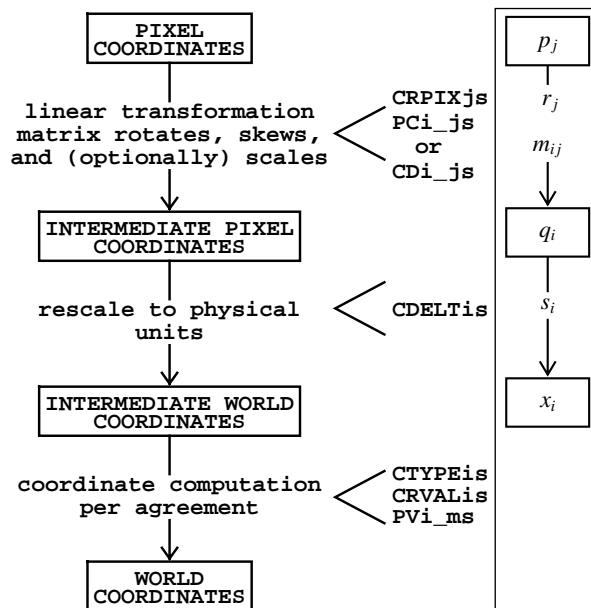 PIXEL
COORDINATES
linear transformation
matrix rotates, skews,
and (optionally) scales
CRPIXjs
PCi_js
or
CDi_js
INTERMEDIATE PIXEL
COORDINATES
rescale to physical
units
CDELTis
INTERMEDIATE WORLD
COORDINATES
coordinate computation
per agreement
CTYPEis
CRVALis
PVi_ms
WORLD
COORDINATES
p_j
r_j
m_ij
q_i
s_i
x_i